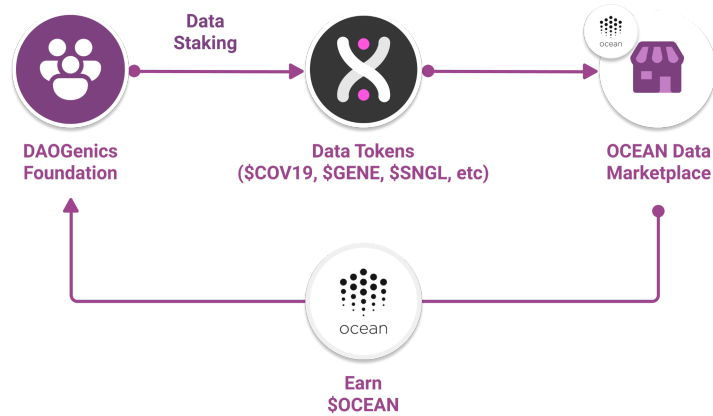 Data
Staking
ocean
DAOGenics
Foundation
Data Tokens
($COV19, $GENE, $SNGL, etc)
OCEAN Data
Marketplace
ocean
Earn
$OCEAN